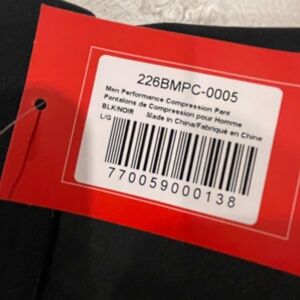 226BMPC-0005
Men Performance Compression Pant
Pantalons de Compression pour Homme
BLK/NOIR Made in China/Fabriqué en Chine
L/G
770059000138